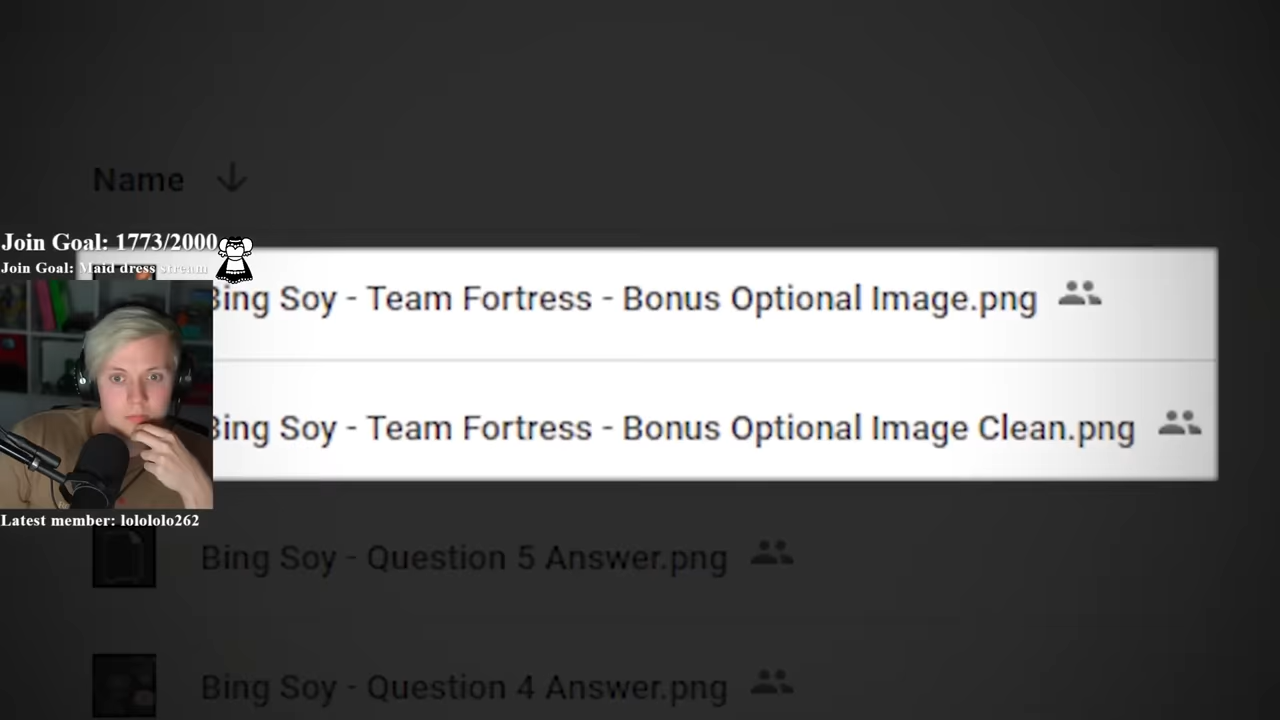 Name
Join Goal: 1773/2000
Join Goal: Maid dress stream
Bing Soy - Team Fortress - Bonus Optional Image.png
Bing Soy - Team Fortress - Bonus Optional Image Clean.png
Latest member: lolololo262
Bing Soy - Question 5 Answer.png
Bing Soy - Question 4 Answer.png